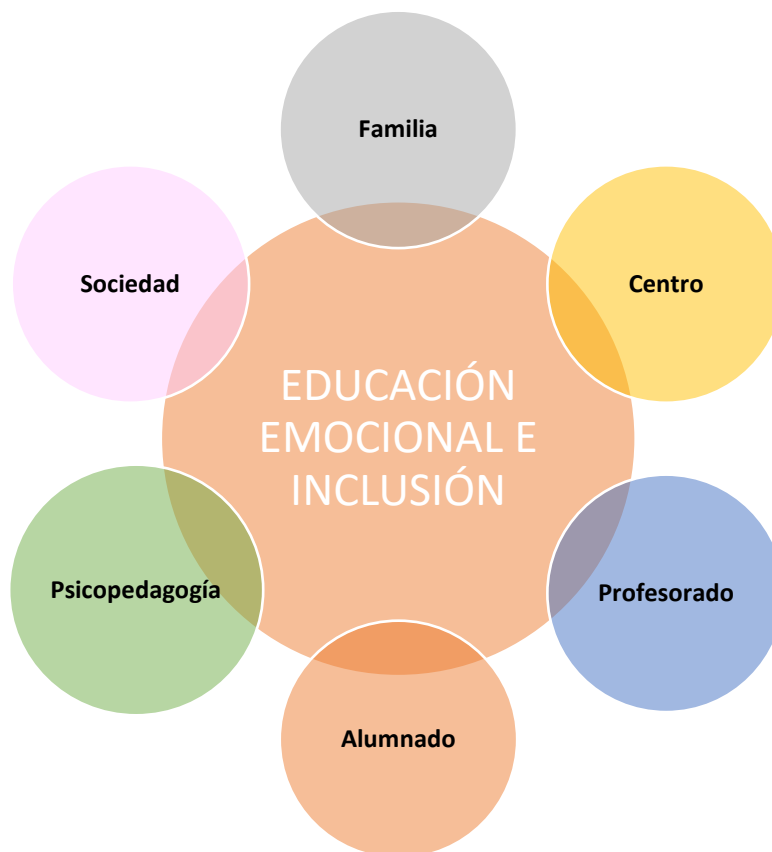 Familia
Sociedad
Centro
EDUCACIÓN
EMOCIONAL E
INCLUSIÓN
Psicopedagogía
Profesorado
Alumnado